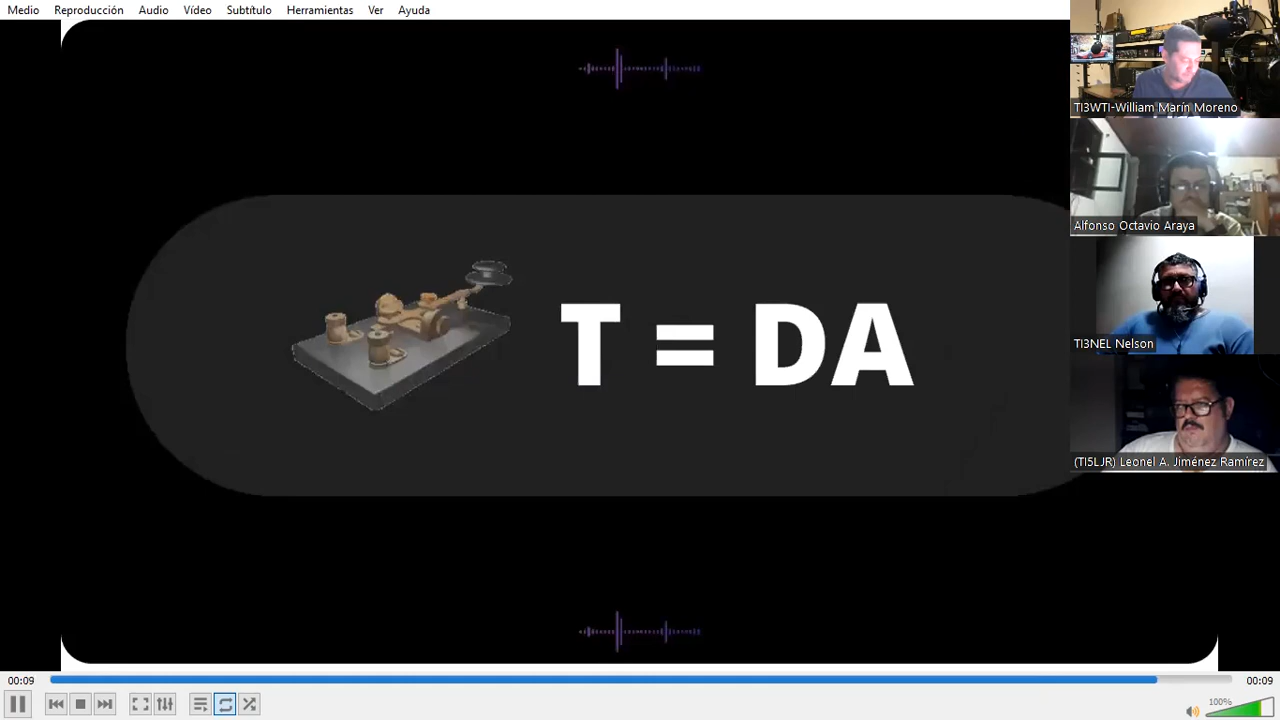 Medio Reproducción Audio Vídeo Subtítulo Herramientas Ver Ayuda
TI3WTI-William Marín Moreno
Alfonso Octavio Araya
T = DA
TI3NEL Nelson
(TI5LJR) Leonel A. Jiménez Ramírez
00:09
00:09
100%